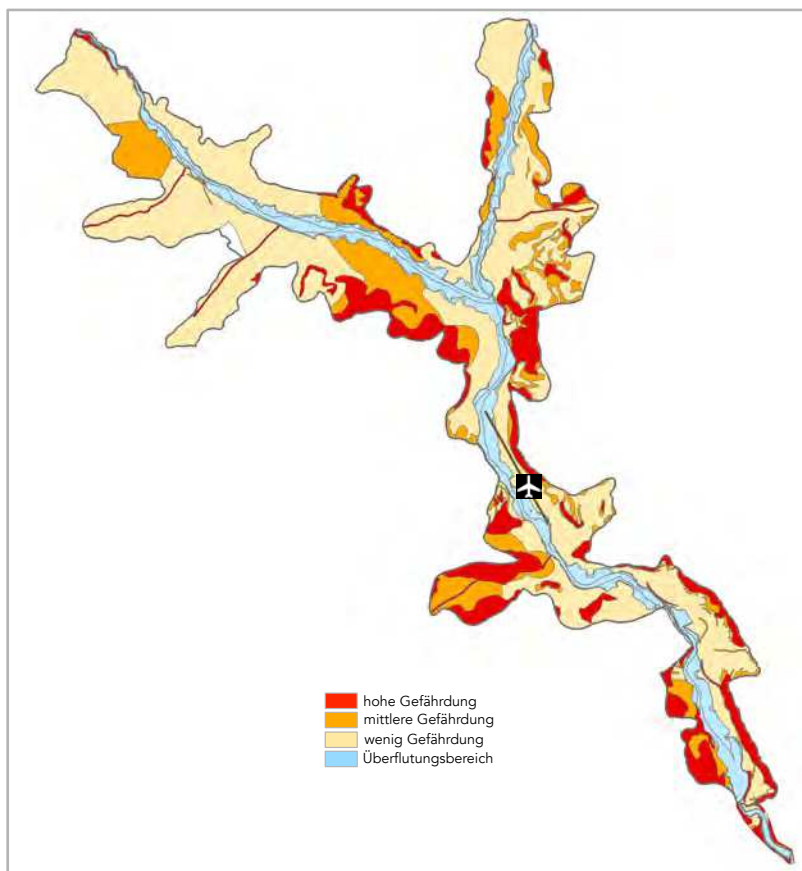 hohe Gefährdung
mittlere Gefährdung
wenig Gefährdung
Überflutungsbereich